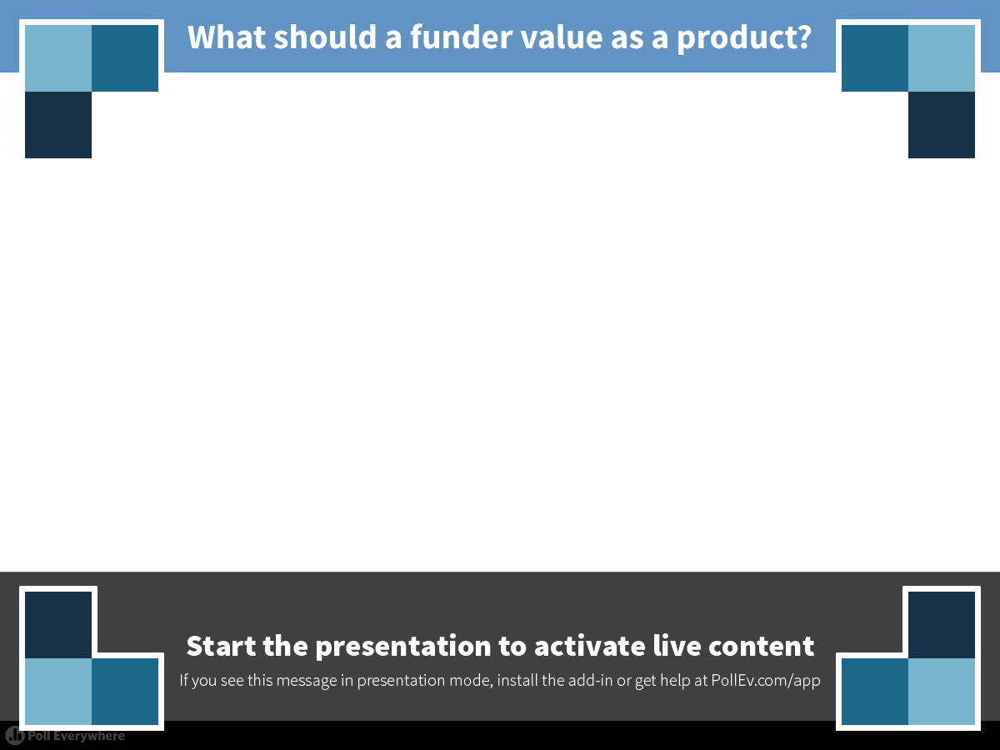 What should a funder value as a product?
Start the presentation to activate live content
If you see this message in presentation mode, install the add-in or get help at PollEv.com/app
Poll Everywhere